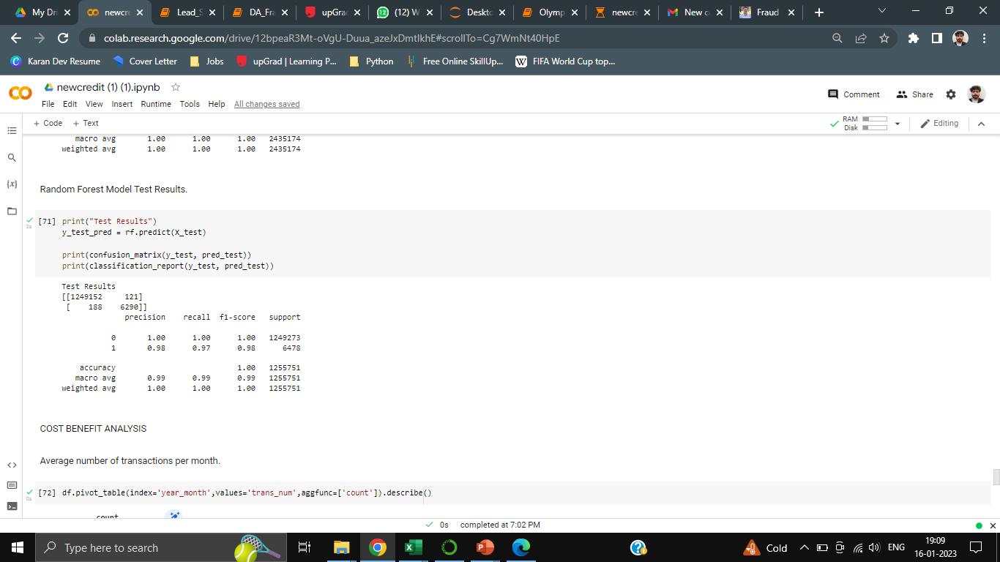 My Dri
newcre
Lead_S
DA_Fra
upGrad
(12) W
Deskto
Olymp
newcre
New c
Fraud
colab.research.google.com/drive/12bpeaR3Mt-oVgU-Duua_azeJxDmtIkhE#scrollTo=Cg7WmNt40HpE
Karan Dev Resume
Cover Letter
Jobs
upGrad | Learning P...
Python
Free Online SkillUp...
FIFA World Cup top...
newcredit (1) (1).ipynb
Comment
Share
File Edit View Insert Runtime Tools Help All changes saved
+ Code + Text
RAM
Disk
Editing
macro avg 1.00 1.00 1.00 2435174
weighted avg 1.00 1.00 1.00 2435174
Random Forest Model Test Results.
[71] print("Test Results")
2s
y_test_pred = rf.predict(X_test)
print(confusion_matrix(y_test, pred_test))
print(classification_report(y_test, pred_test))
Test Results
[[1249152 121]
[ 188 6290]]
precision recall f1-score support
0 1.00 1.00 1.00 1249273
1 0.98 0.97 0.98 6478
accuracy 1.00 1255751
macro avg 0.99 0.99 0.99 1255751
weighted avg 1.00 1.00 1.00 1255751
COST BENEFIT ANALYSIS
Average number of transactions per month.
[72] df.pivot_table(index='year_month',values='trans_num',aggfunc=['count']).describe()
0s
count
0s completed at 7:02 PM
Type here to search
Cold
ENG
19:09
16-01-2023